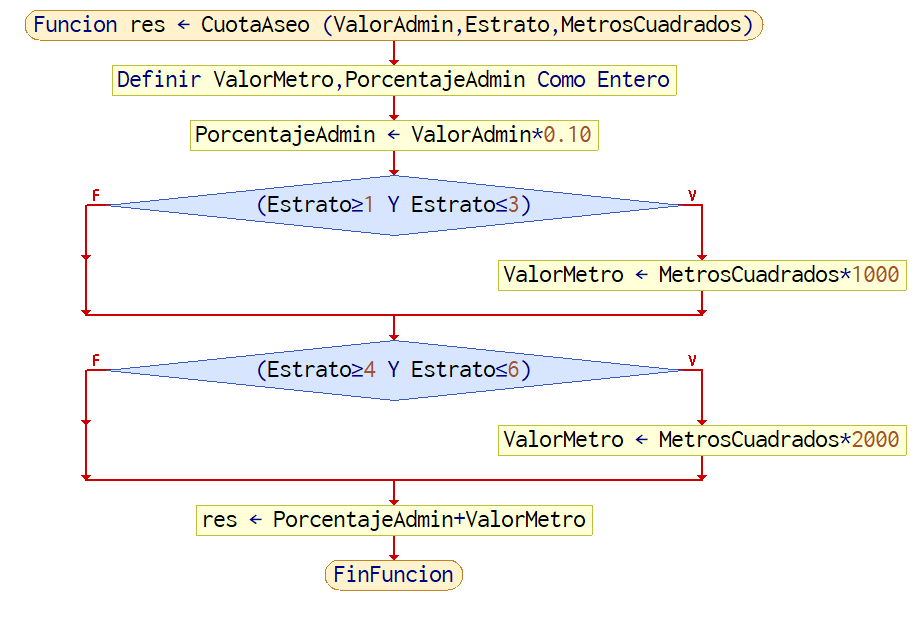 Funcion res ← CuotaAseo (ValorAdmin,Estrato,MetrosCuadrados)
Definir ValorMetro,PorcentajeAdmin Como Entero
PorcentajeAdmin ← ValorAdmin*0.10
F
V
(Estrato≥1 Y Estrato≤3)
ValorMetro ← MetrosCuadrados*1000
F
V
(Estrato≥4 Y Estrato≤6)
ValorMetro ← MetrosCuadrados*2000
res ← PorcentajeAdmin+ValorMetro
FinFuncion